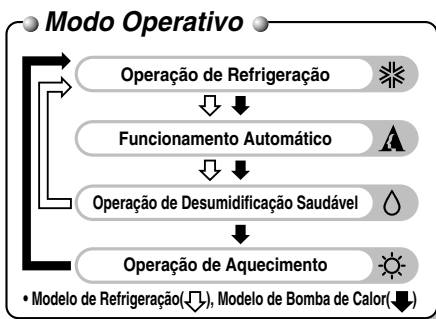 Modo Operativo
Operação de Refrigeração
Funcionamento Automático
Operação de Desumidificação Saudável
Operação de Aquecimento
• Modelo de Refrigeração(), Modelo de Bomba de Calor()